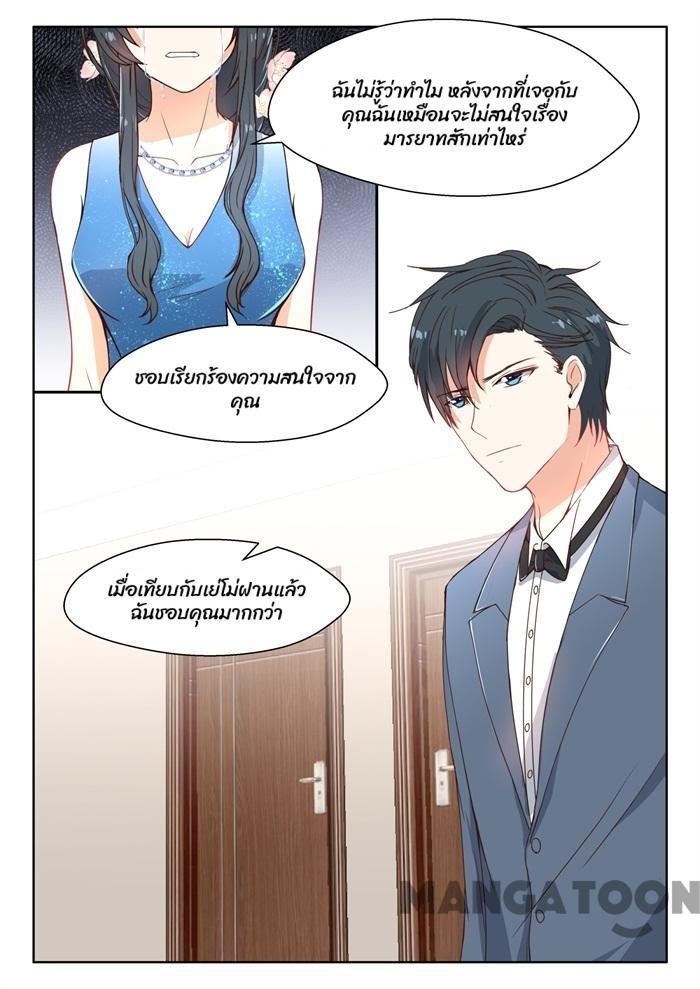 ฉันไม่รู้ว่าทำไม หลังจากที่เจอกับ
คุณฉันเหมือนจะไม่สนใจเรื่อง
มารยาทสักเท่าไหร่
ชอบเรียกร้องความสนใจจาก
คุณ
เมื่อเทียบกับเย่โม่ฝานแล้ว
ฉันชอบคุณมากกว่า
MANGATOON